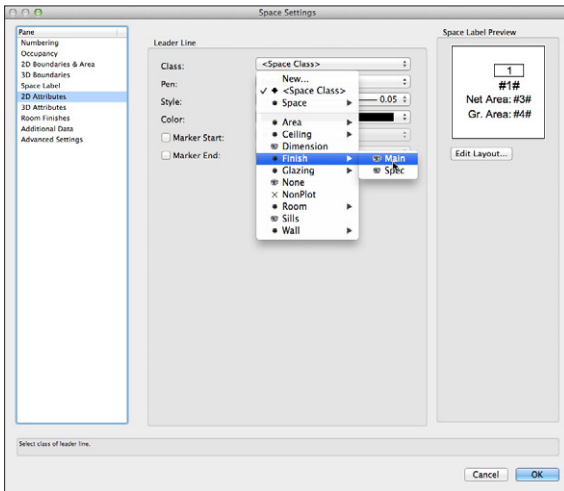 Space Settings
Pane
Numbering
Occupancy
2D Boundaries & Area
3D Boundaries
Space Label
2D Attributes
3D Attributes
Room Finishes
Additional Data
Advanced Settings
Leader Line
Class:
<Space Class>
Pen:
Style:
0.05
Color:
Marker Start:
Marker End:
New...
<Space Class>
Space
Area
Ceiling
Dimension
Finish
Glazing
None
NonPlot
Room
Sills
Wall
Main
Spec
Space Label Preview
1
#1#
Net Area: #3#
Gr. Area: #4#
Edit Layout...
Select class of leader line.
Cancel
OK